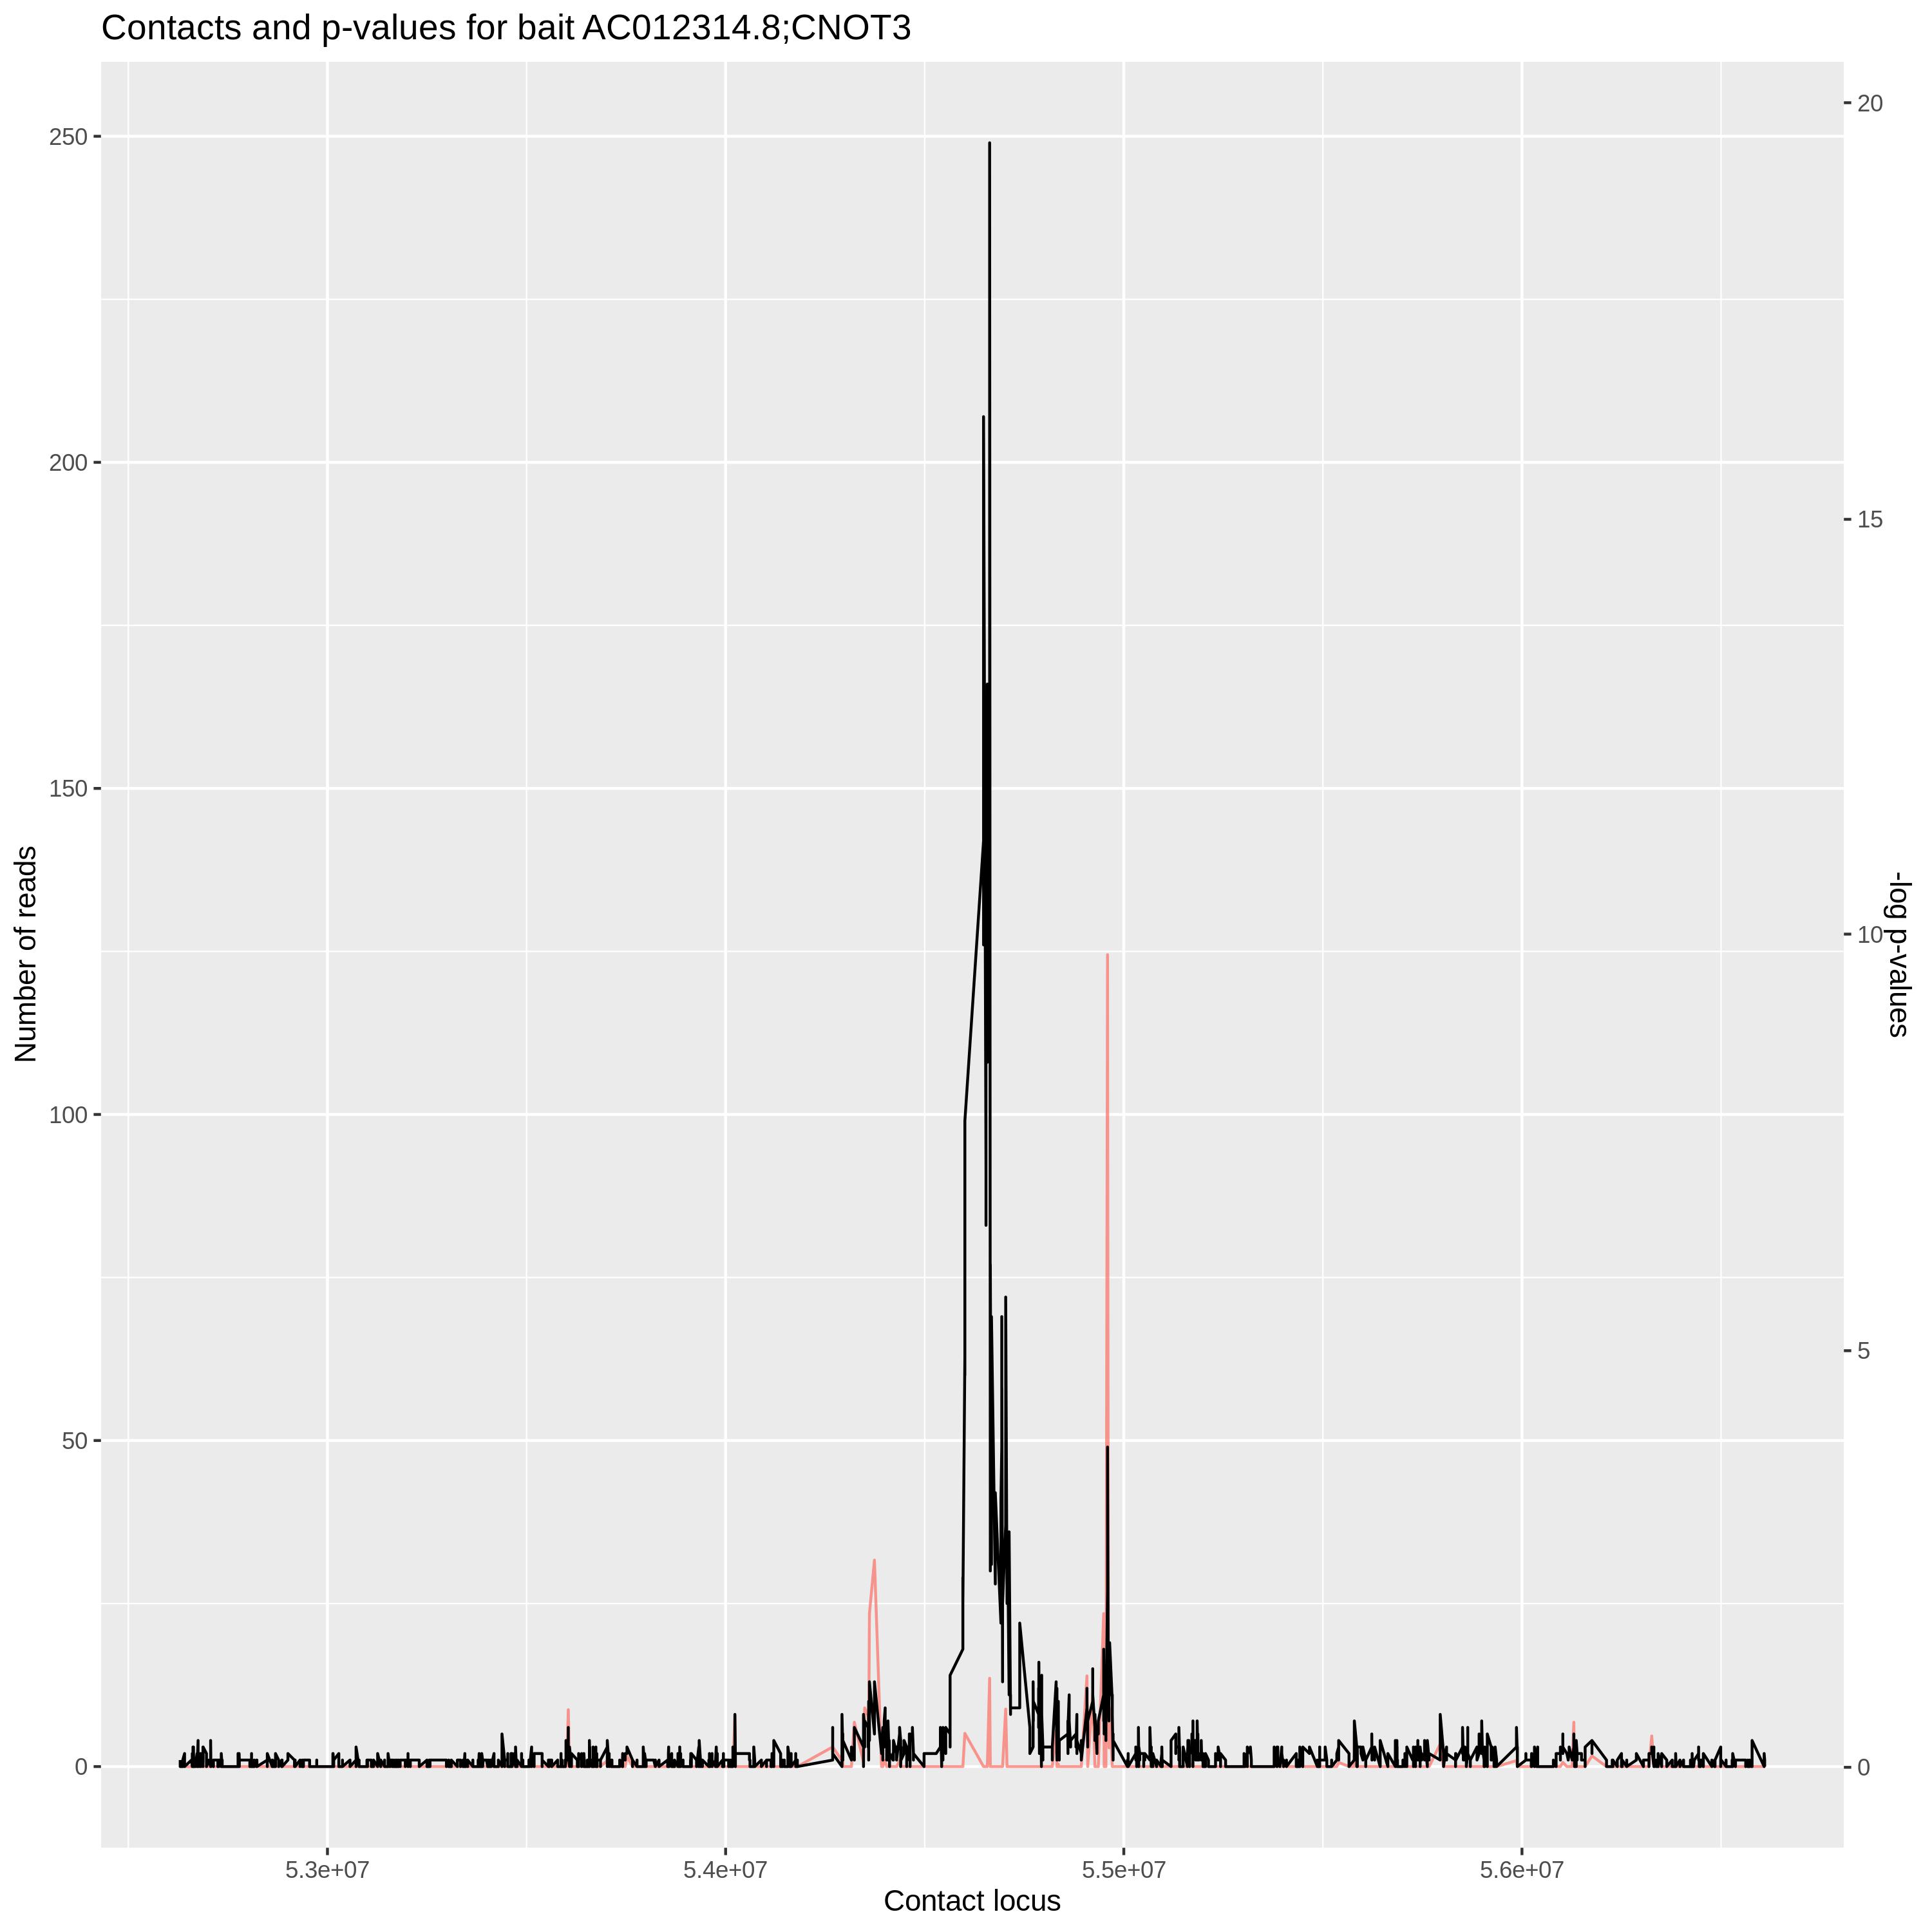 Contacts and p-values for bait AC012314.8;CNOT3
250
200
150
100
50
0
Number of reads
20
15
10
5
0
-log p-values
5.3e+07
5.4e+07
5.5e+07
5.6e+07
Contact locus